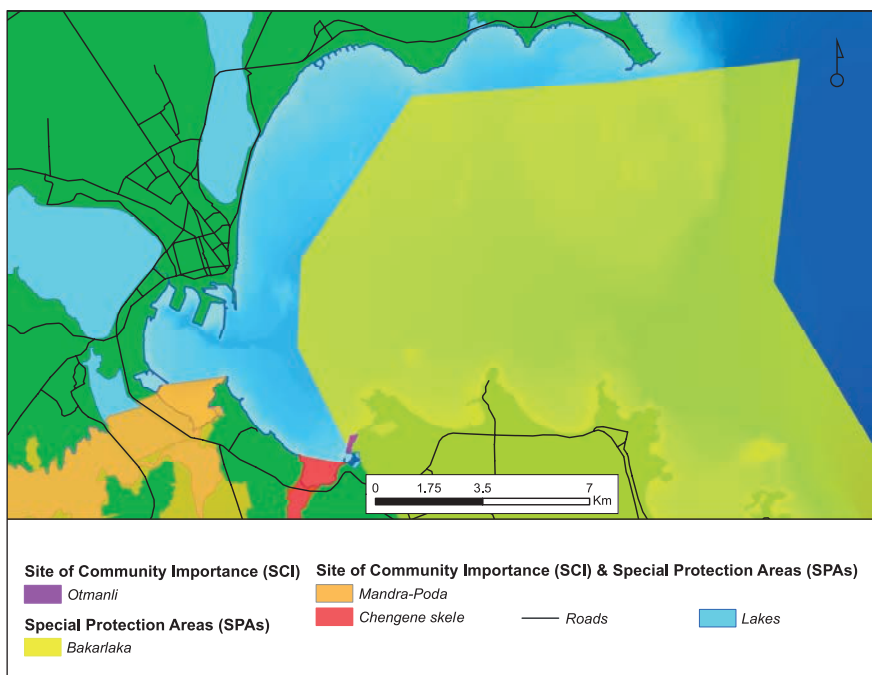 0 1.75 3.5 7
Km
Site of Community Importance (SCI)
Otmanli
Special Protection Areas (SPAs)
Bakarlaka
Site of Community Importance (SCI) & Special Protection Areas (SPAs)
Mandra-Poda
Chengene skele
Roads
Lakes